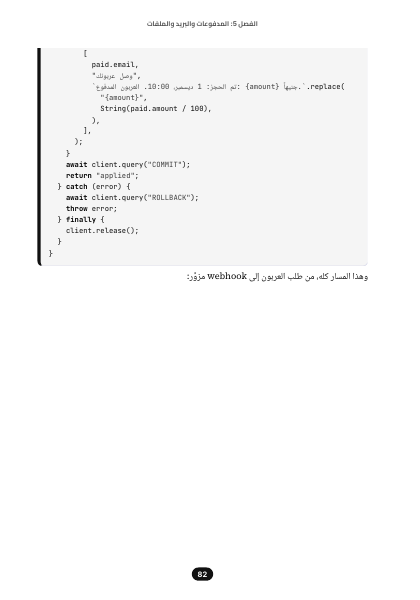 الفصل 5: المدفوعات والبريد والملفات
[
paid.email,
"وصل عربونك",
`تم الحجز: 1 ديسمبر، 10:00. العربون المدفوع: {amount} جنيهاً.`.replace(
"{amount}",
String(paid.amount / 100),
),
],
);
}
await client.query("COMMIT");
return "applied";
} catch (error) {
await client.query("ROLLBACK");
throw error;
} finally {
client.release();
}
}
وهذا المسار كله، من طلب العربون إلى webhook مزوَّر:
82